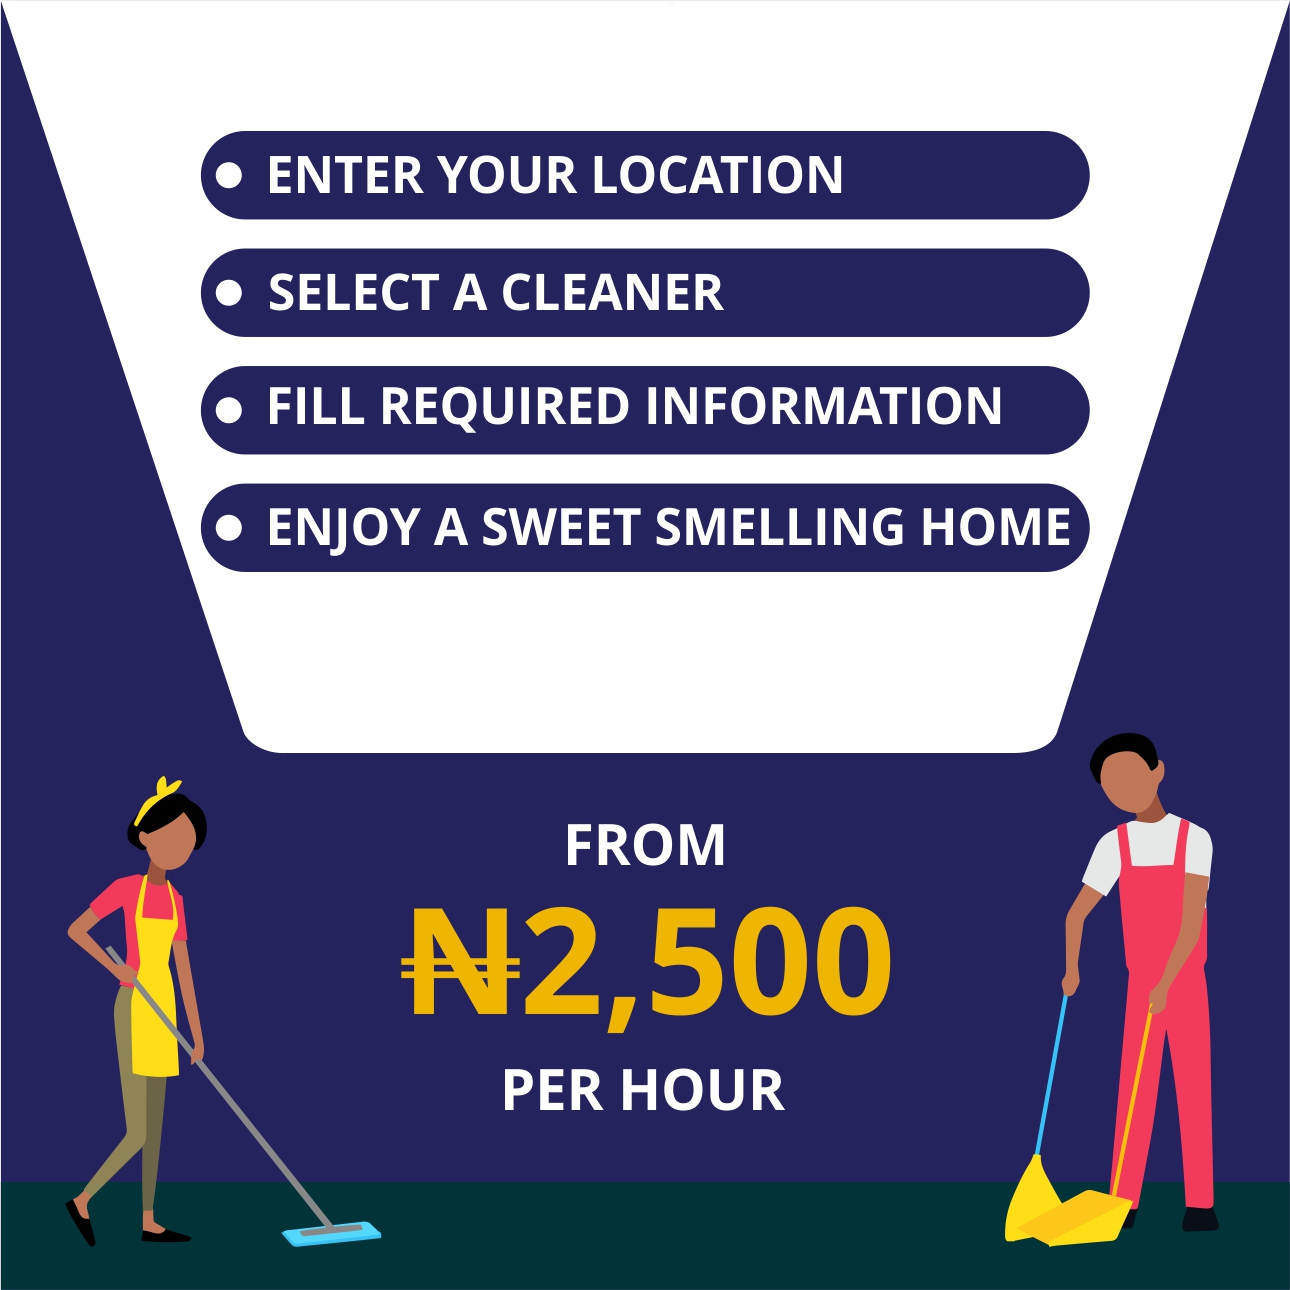 ENTER YOUR LOCATION
SELECT A CLEANER
FILL REQUIRED INFORMATION
ENJOY A SWEET SMELLING HOME
FROM
₦2,500
PER HOUR